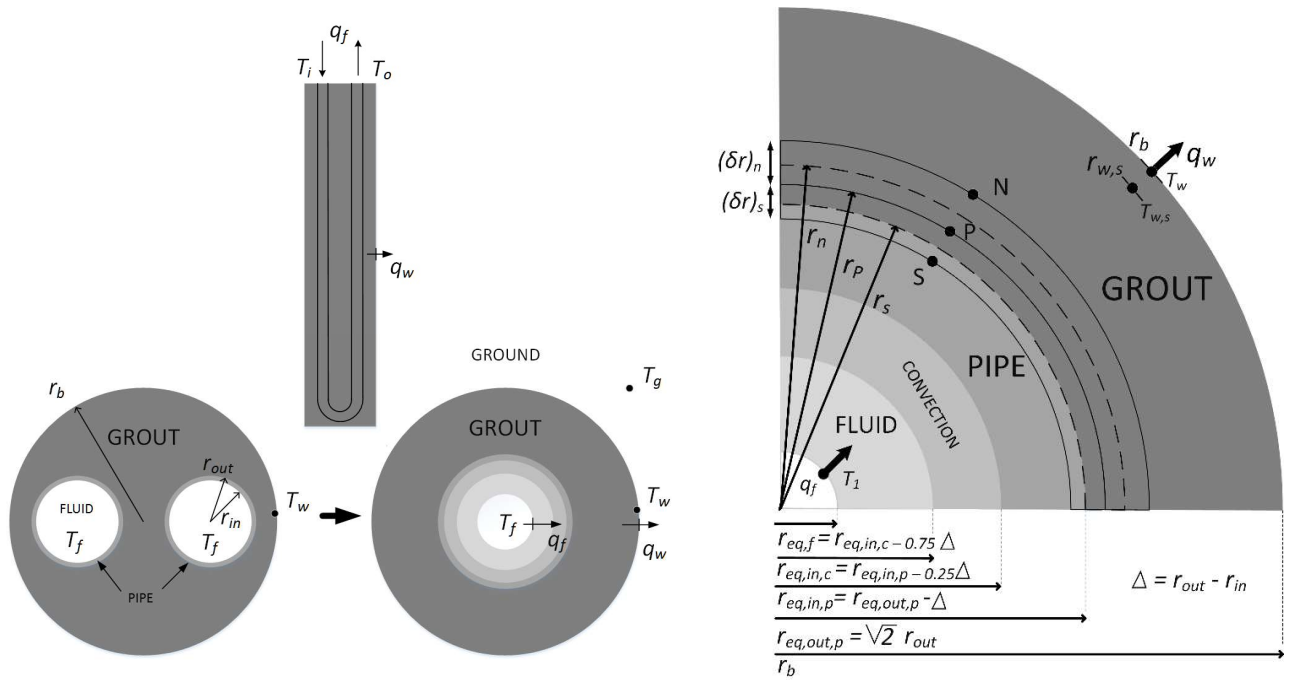 q_f
T_i
T_o
q_w
GROUND
T_g
r_b
GROUT
r_out
r_in
FLUID
T_f
T_f
T_w
PIPE
GROUT
T_f
q_f
T_w
q_w
(δr)_n
(δr)_s
N
P
S
r_n
r_P
r_s
r_b
q_w
r_w,s
T_w
T_w,s
GROUT
PIPE
CONVECTION
FLUID
q_f
T_1
r_eq,f = r_eq,in,c – 0.75 Δ
r_eq,in,c = r_eq,in,p – 0.25 Δ
r_eq,in,p = r_eq,out,p - Δ
r_eq,out,p = √2 r_out
r_b
Δ = r_out - r_in